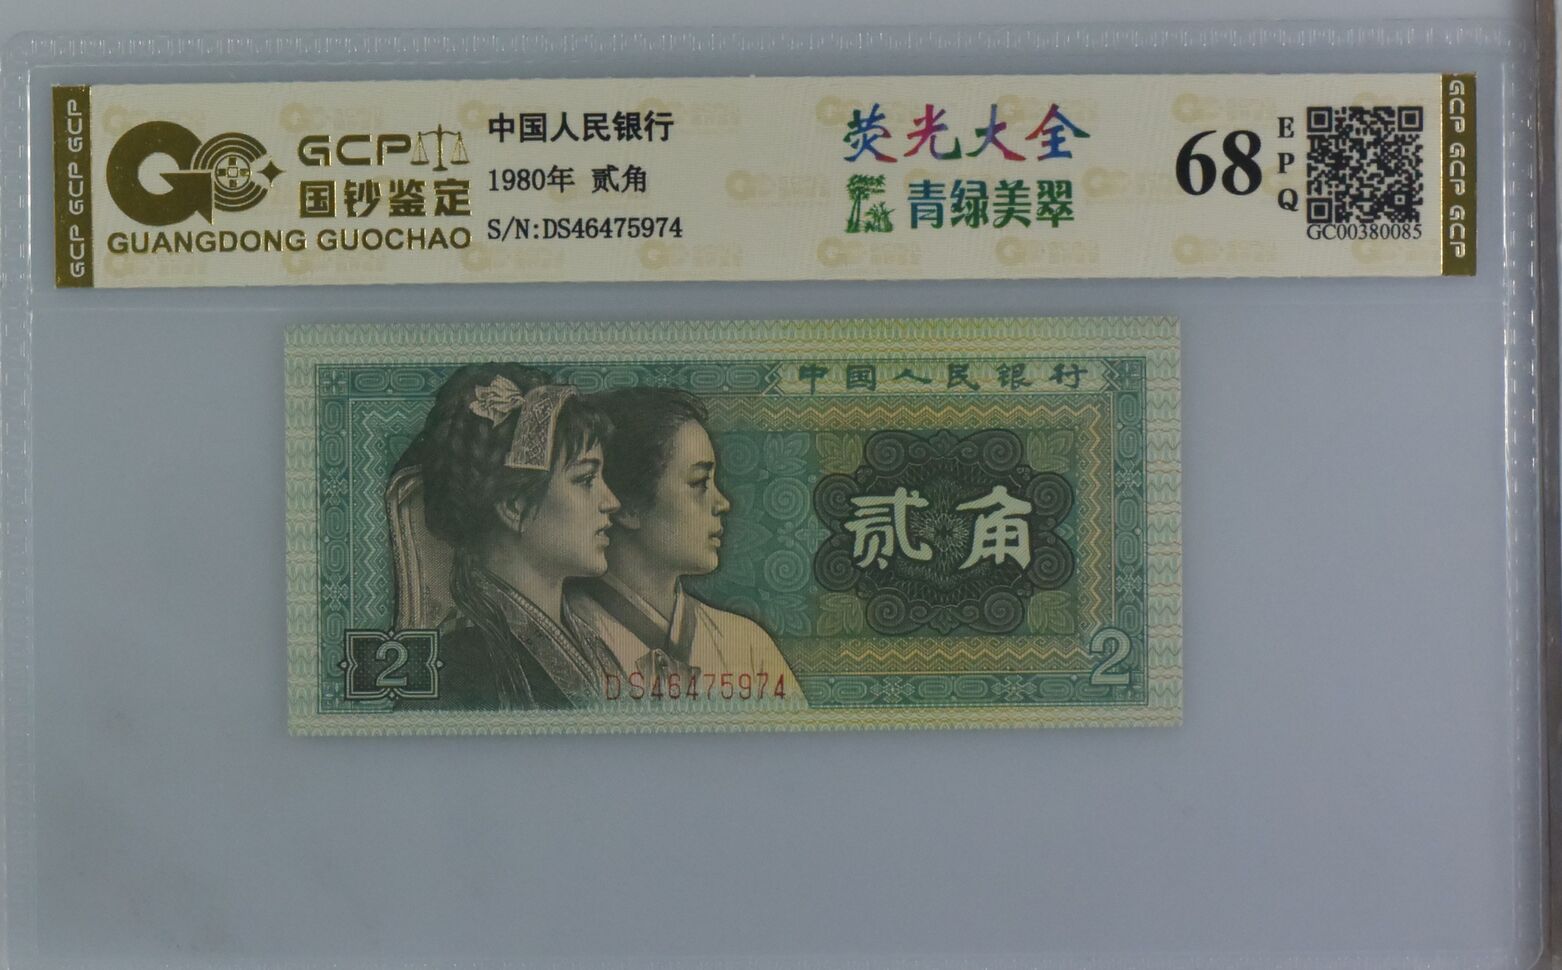 GCP GCP GCP
GCP
国钞鉴定
GUANGDONG GUOCHAO
中国人民银行
1980年 贰角
S/N:DS46475974
荧光大全
青绿美翠
68
EPQ
GC00380085
GCP GCP GCP
中国人民银行
贰角
2
2
DS46475974